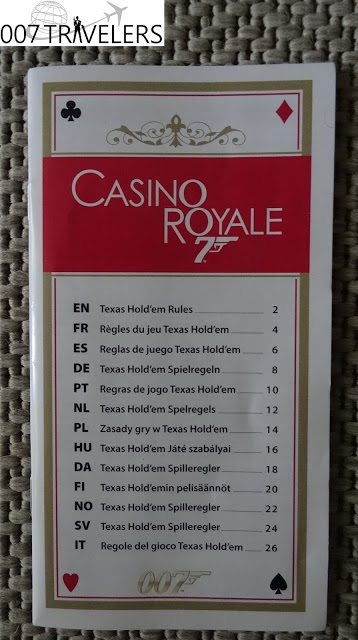 007 TRAVELERS
CASINO
ROYALE
007
EN Texas Hold'em Rules 2
FR Règles du jeu Texas Hold'em 4
ES Reglas de juego Texas Hold'em 6
DE Texas Hold'em Spielregeln 8
PT Regras de jogo Texas Hold'em 10
NL Texas Hold'em Spelregels 12
PL Zasady gry w Texas Hold'em 14
HU Texas Hold'em Játé szabályai 16
DA Texas Hold'em Spilleregler 18
FI Texas Hold'emin pelisäännöt 20
NO Texas Hold'em Spilleregler 22
SV Texas Hold'em Spilleregler 24
IT Regole del gioco Texas Hold'em 26
007